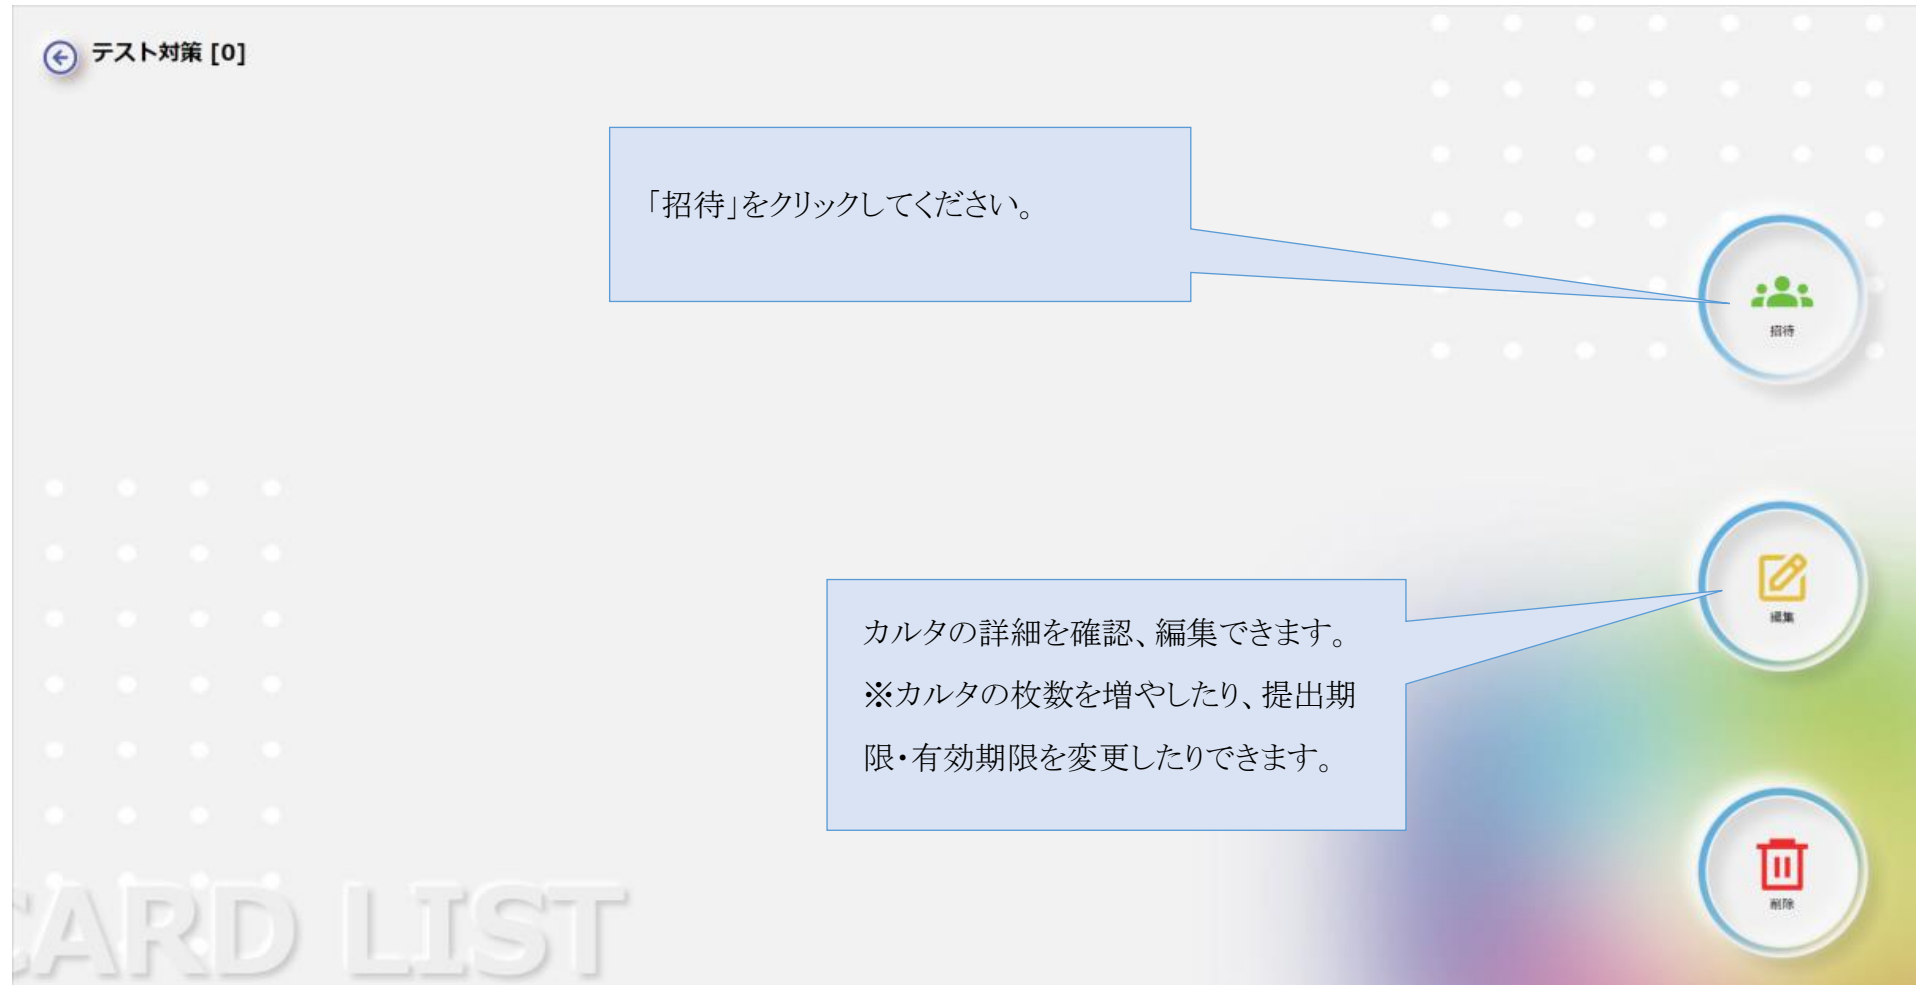 テスト対策 [0]
「招待」をクリックしてください。
招待
カルタの詳細を確認、編集できます。
※カルタの枚数を増やしたり、提出期
限・有効期限を変更したりできます。
編集
削除
CARD LIST